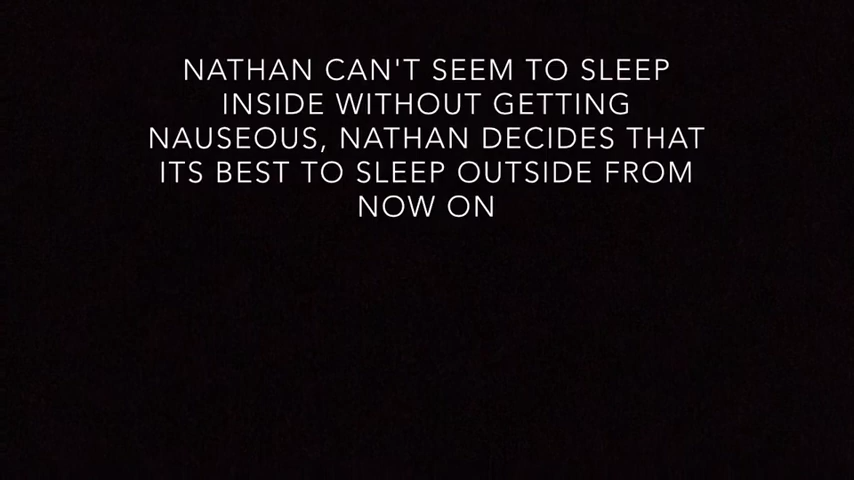 NATHAN CAN'T SEEM TO SLEEP
INSIDE WITHOUT GETTING
NAUSEOUS, NATHAN DECIDES THAT
ITS BEST TO SLEEP OUTSIDE FROM
NOW ON